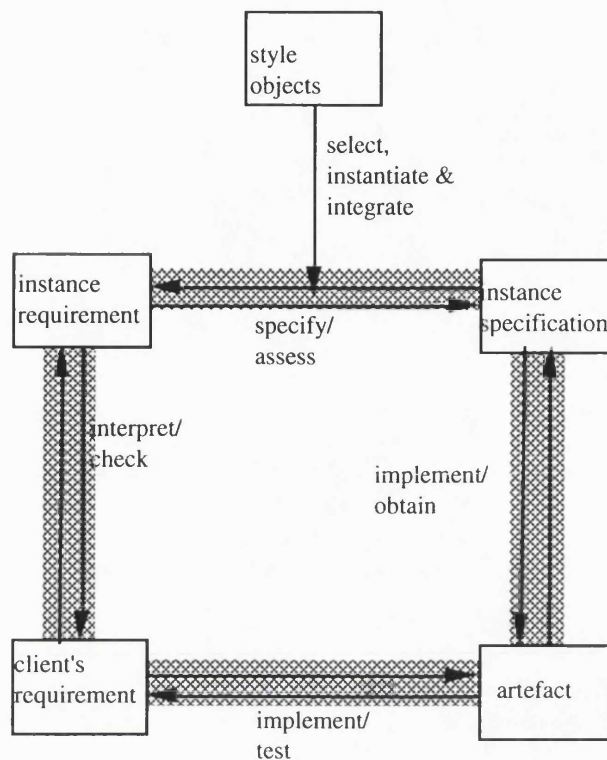 style
objects
select,
instantiate &
integrate
instance
requirement
instance
specification
specify/
assess
interpret/
check
implement/
obtain
client's
requirement
artefact
implement/
test